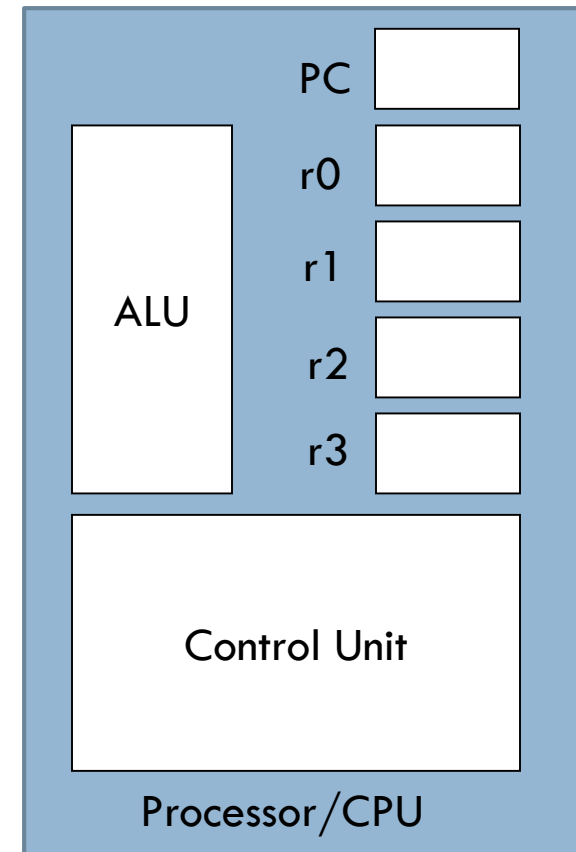 PC
r0
r1
ALU
r2
r3
Control Unit
Processor/CPU